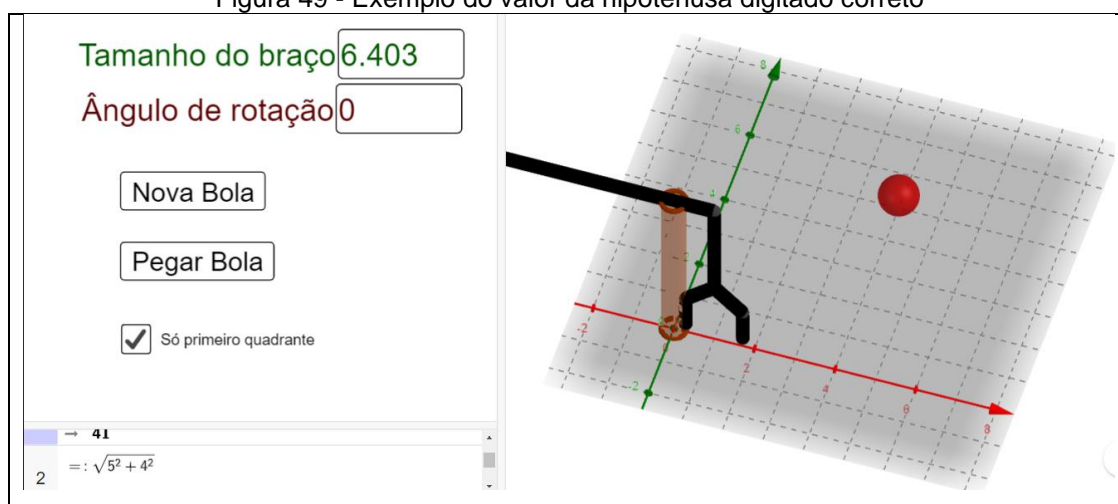 Figura 49 - Exemplo do valor da hipotenusa digitado correto
Tamanho do braço 6.403
Ângulo de rotação 0
Nova Bola
Pegar Bola
Só primeiro quadrante
→ 41
2 =: √5² + 4²
8
6
4
2
-2
-2
0
2
4
6
8